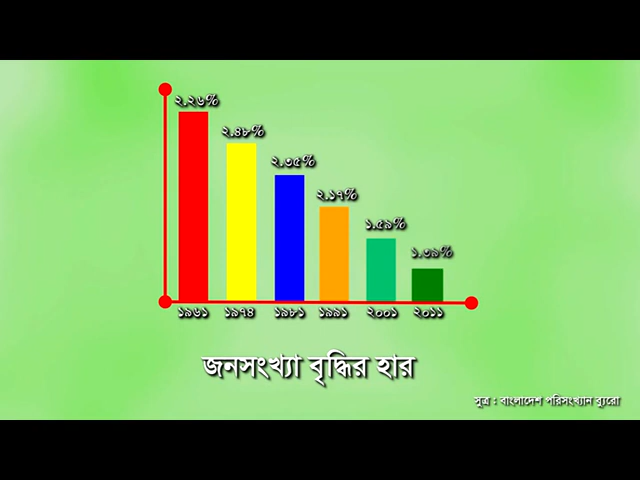 ২.২৬%
২.৪৮%
২.৩৫%
২.১৭%
১.৫৯%
১.৩৯%
১৯৬১ ১৯৭৪ ১৯৮১ ১৯৯১ ২০০১ ২০১১
জনসংখ্যা বৃদ্ধির হার
সূত্র : বাংলাদেশ পরিসংখ্যান ব্যুরো